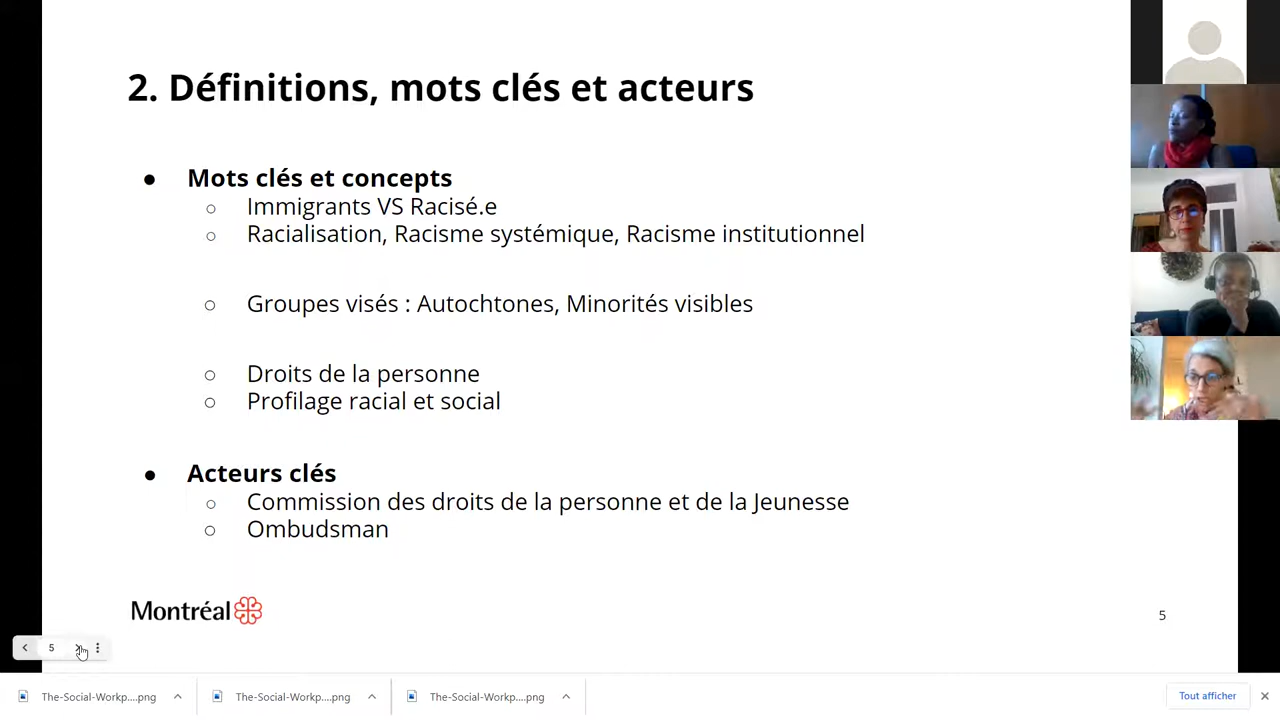 2. Définitions, mots clés et acteurs
● Mots clés et concepts
○ Immigrants VS Racisé.e
○ Racialisation, Racisme systémique, Racisme institutionnel
○ Groupes visés : Autochtones, Minorités visibles
○ Droits de la personne
○ Profilage racial et social
● Acteurs clés
○ Commission des droits de la personne et de la Jeunesse
○ Ombudsman
Montréal
5
5
The-Social-Workp....png
The-Social-Workp....png
The-Social-Workp....png
Tout afficher